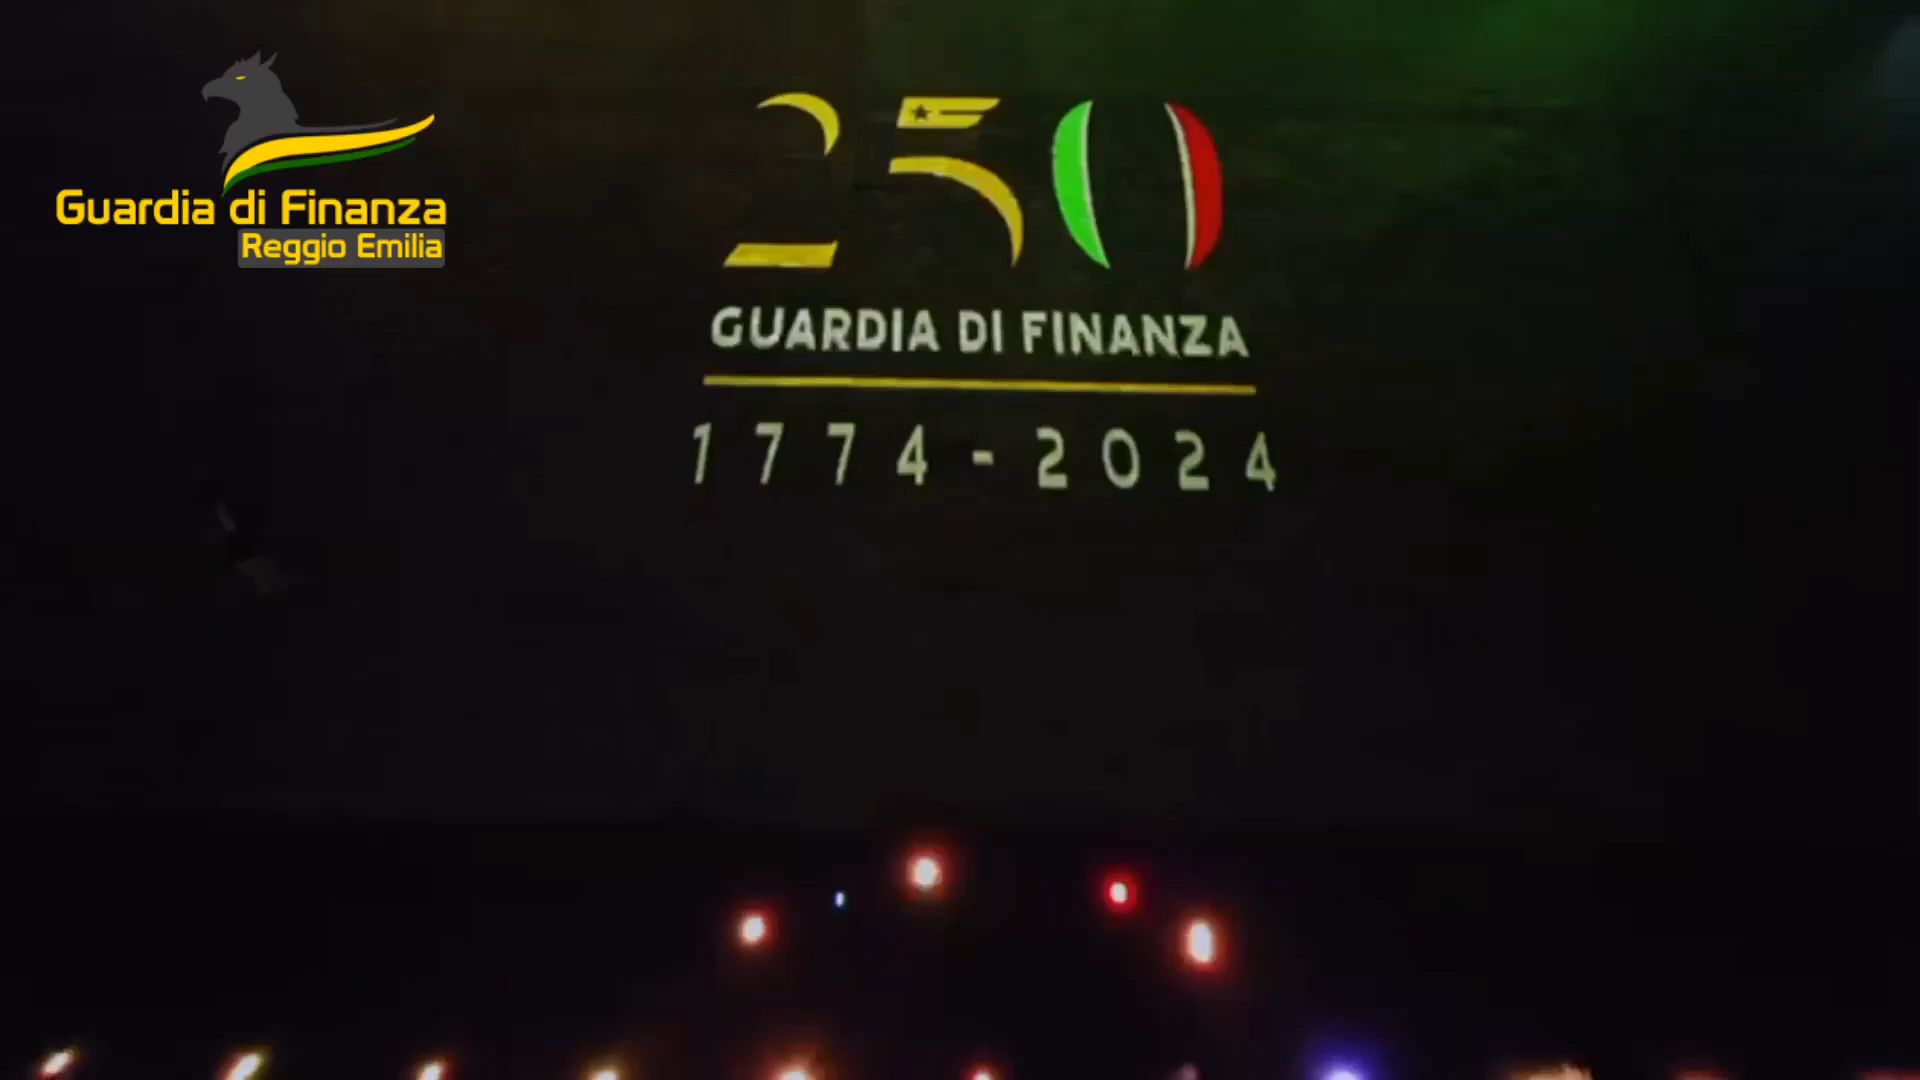 Guardia di Finanza
Reggio Emilia
250
GUARDIA DI FINANZA
1774-2024